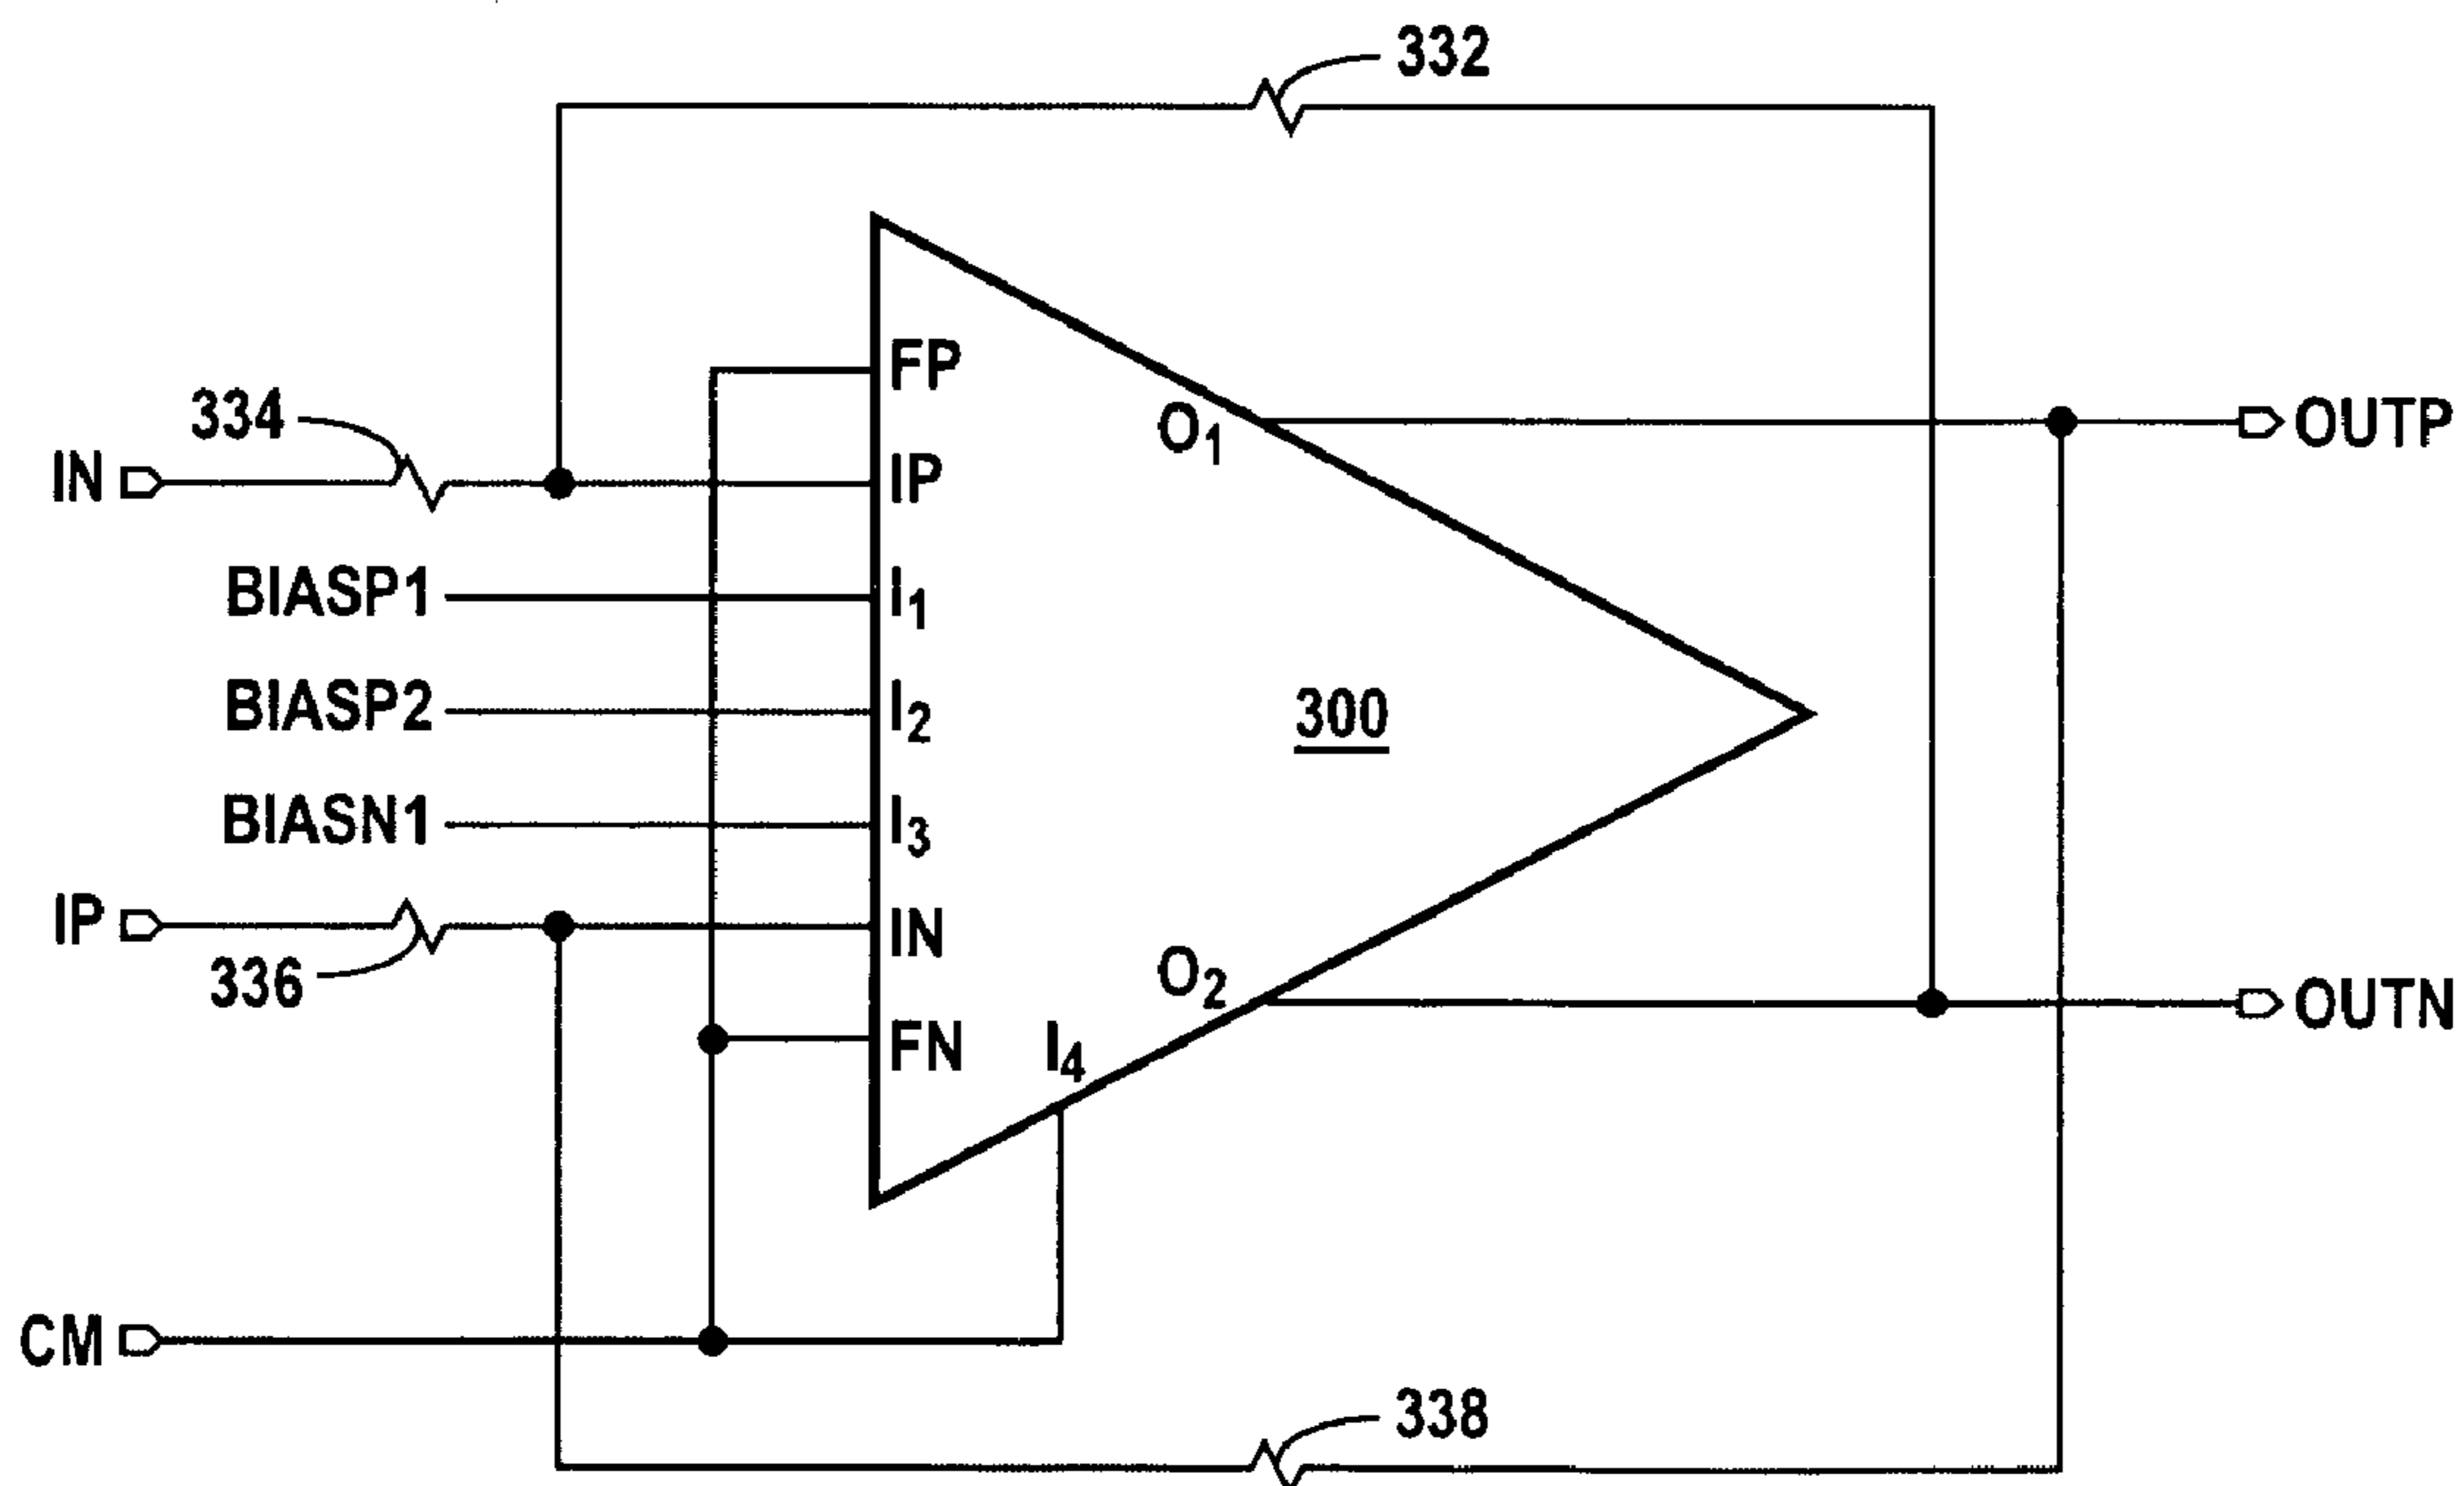 332
FP
334
O1
OUTP
IN
IP
BIASP1
I1
BIASP2
I2
300
BIASN1
I3
IP
IN
336
O2
OUTN
FN
I4
CM
338